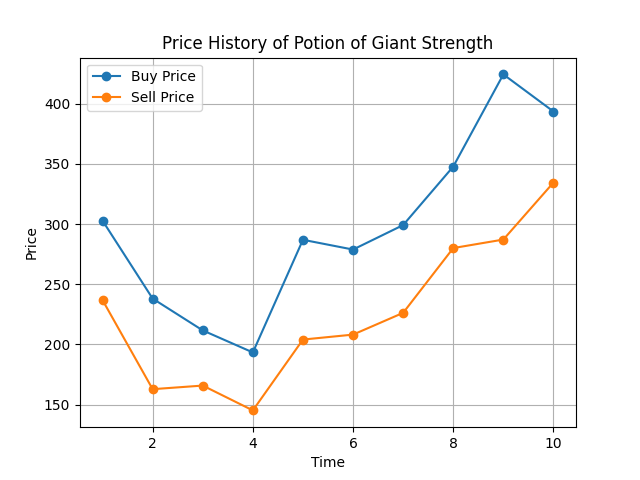 Price History of Potion of Giant Strength
Buy Price
Sell Price
400
350
300
250
200
150
Price
2 4 6 8 10
Time